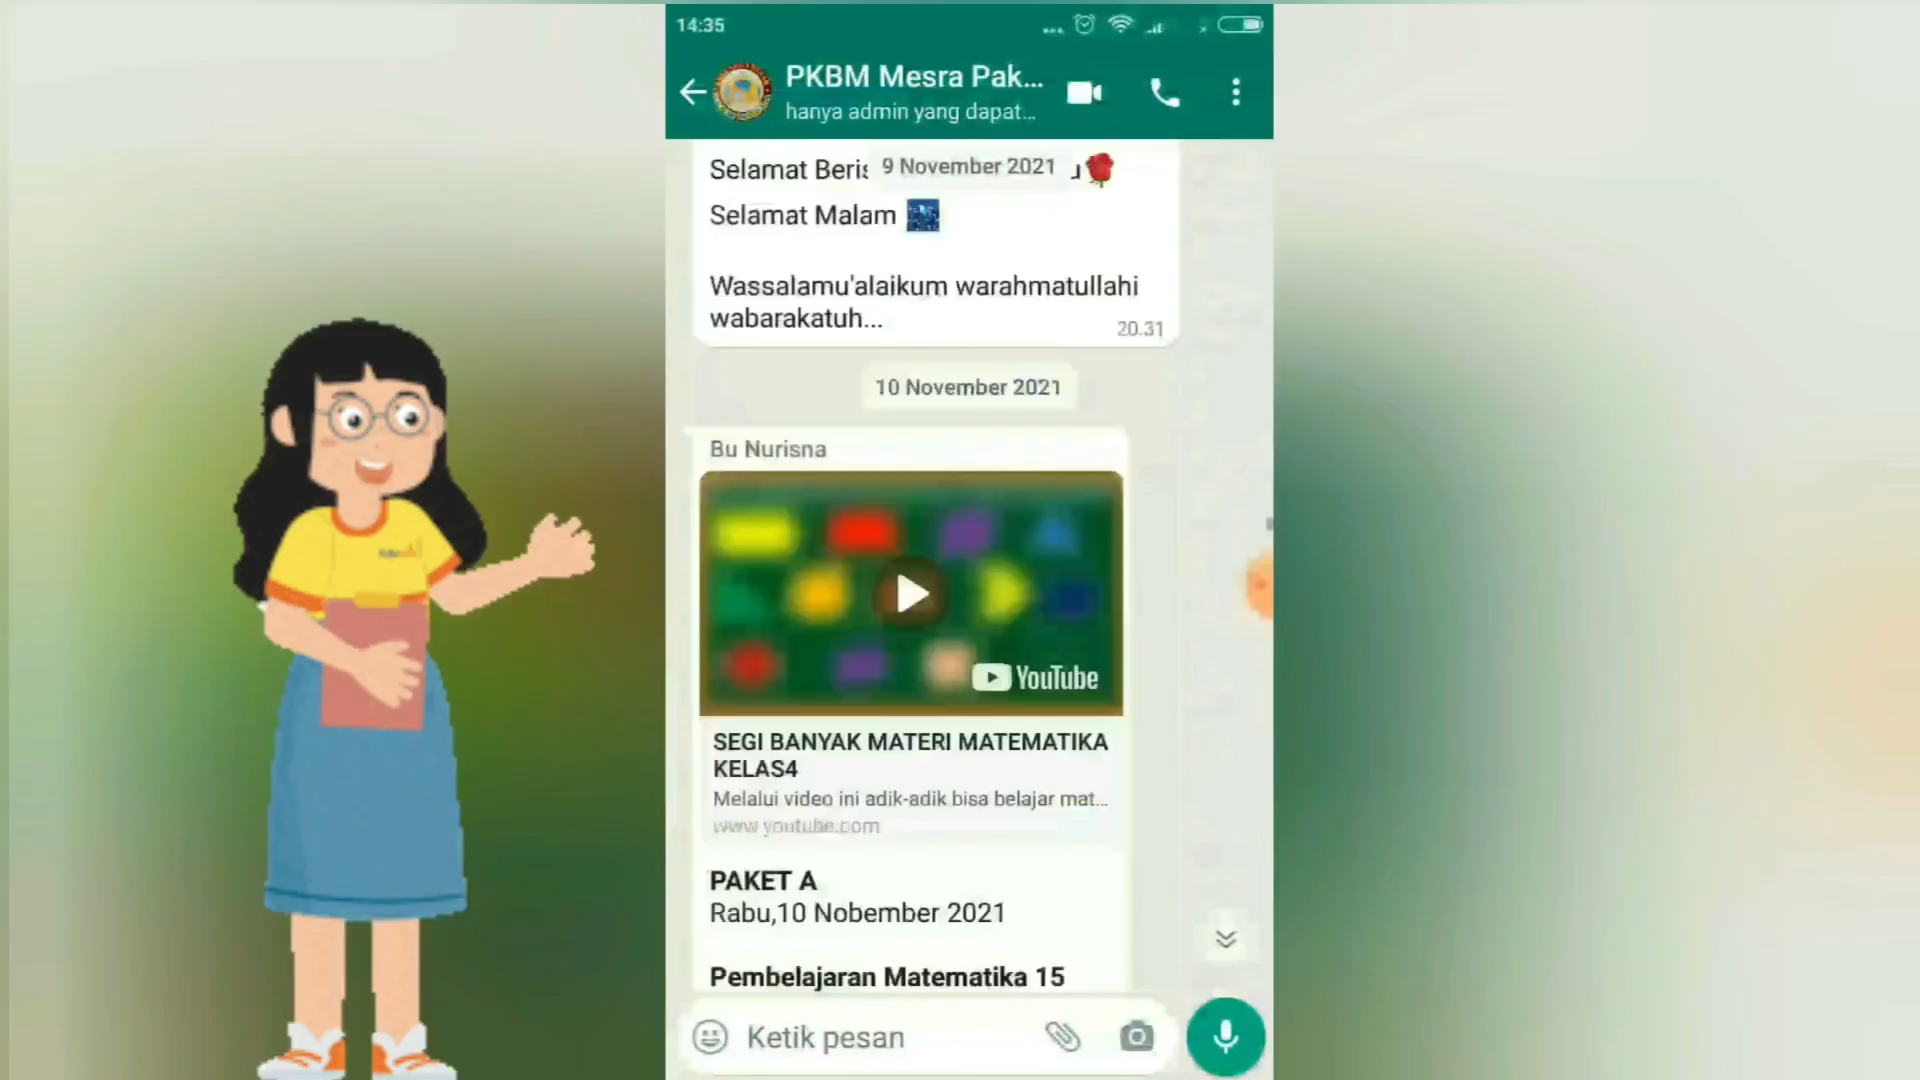 14:35
PKBM Mesra Pak...
hanya admin yang dapat...
9 November 2021
Selamat
Selamat Malam
Wassalamu'alaikum warahmatullahi
wabarakatuh...
20.31
10 November 2021
Bu Nurisna
YouTube
SEGI BANYAK MATERI MATEMATIKA
KELAS4
Melalui video ini adik-adik bisa belajar mat...
www.youtube.com
PAKET A
Rabu,10 Nobember 2021
Pembelajaran Matematika 15
Ketik pesan